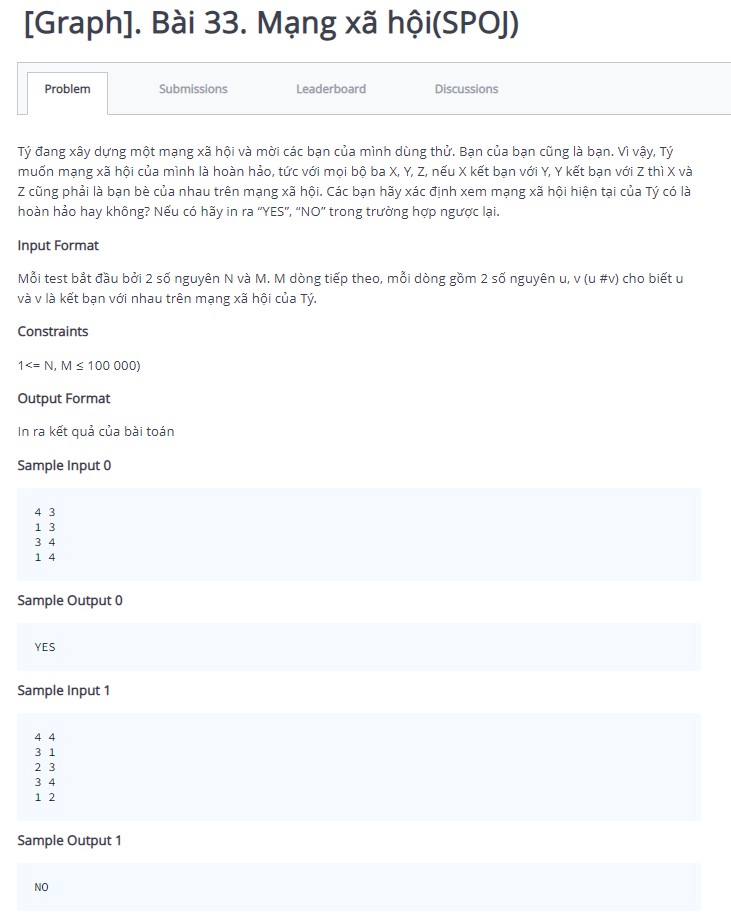 [Graph]. Bài 33. Mạng xã hội(SPOJ)
Problem
Submissions
Leaderboard
Discussions
Tý đang xây dựng một mạng xã hội và mời các bạn của mình dùng thử. Bạn của bạn cũng là bạn. Vì vậy, Tý
muốn mạng xã hội của mình là hoàn hảo, tức với mọi bộ ba X, Y, Z, nếu X kết bạn với Y, Y kết bạn với Z thì X và
Z cũng phải là bạn bè của nhau trên mạng xã hội. Các bạn hãy xác định xem mạng xã hội hiện tại của Tý có là
hoàn hảo hay không? Nếu có hãy in ra “YES”, “NO” trong trường hợp ngược lại.
Input Format
Mỗi test bắt đầu bởi 2 số nguyên N và M. M dòng tiếp theo, mỗi dòng gồm 2 số nguyên u, v (u #v) cho biết u
và v là kết bạn với nhau trên mạng xã hội của Tý.
Constraints
1<= N, M ≤ 100 000)
Output Format
In ra kết quả của bài toán
Sample Input 0
4 3
1 3
3 4
1 4
Sample Output 0
YES
Sample Input 1
4 4
3 1
2 3
3 4
1 2
Sample Output 1
NO